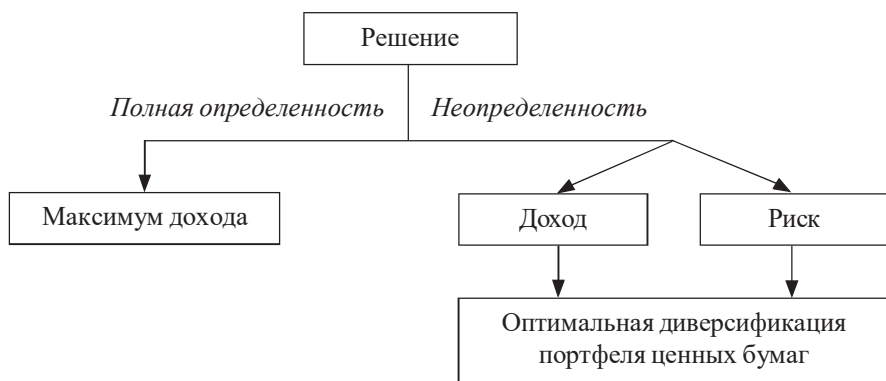 Решение
Полная определенность
Неопределенность
Максимум дохода
Доход
Риск
Оптимальная диверсификация
портфеля ценных бумаг